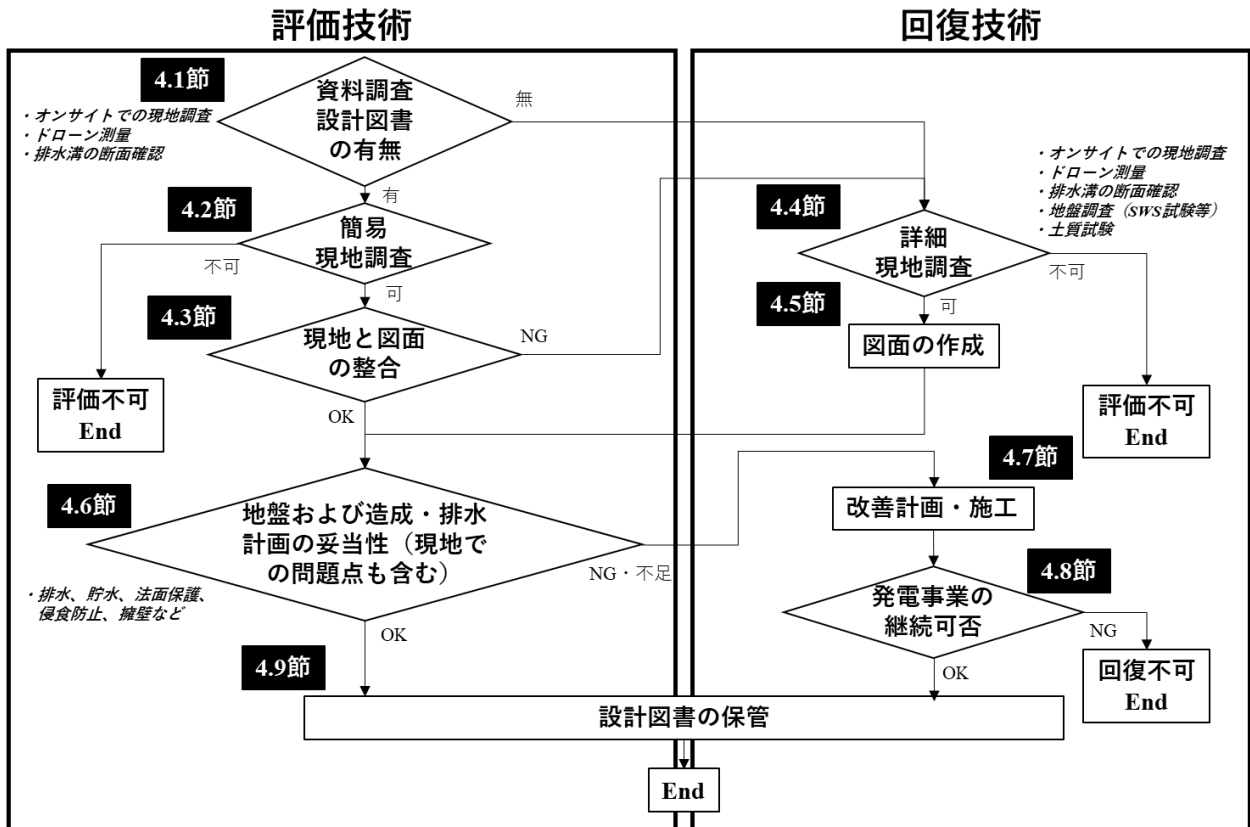 評価技術
回復技術
4.1節
・オンサイトでの現地調査
・ドローン測量
・排水溝の断面確認
資料調査
設計図書
の有無
無
有
4.2節
簡易
現地調査
不可
可
4.3節
現地と図面
の整合
NG
OK
評価不可
End
・オンサイトでの現地調査
・ドローン測量
・排水溝の断面確認
・地盤調査（SWS試験等）
・土質試験
4.4節
詳細
現地調査
不可
可
4.5節
図面の作成
評価不可
End
4.6節
地盤および造成・排水
計画の妥当性（現地で
の問題点も含む）
NG・不足
・排水、貯水、法面保護、
侵食防止、擁壁など
OK
4.7節
改善計画・施工
4.8節
発電事業の
継続可否
NG
OK
回復不可
End
4.9節
設計図書の保管
End